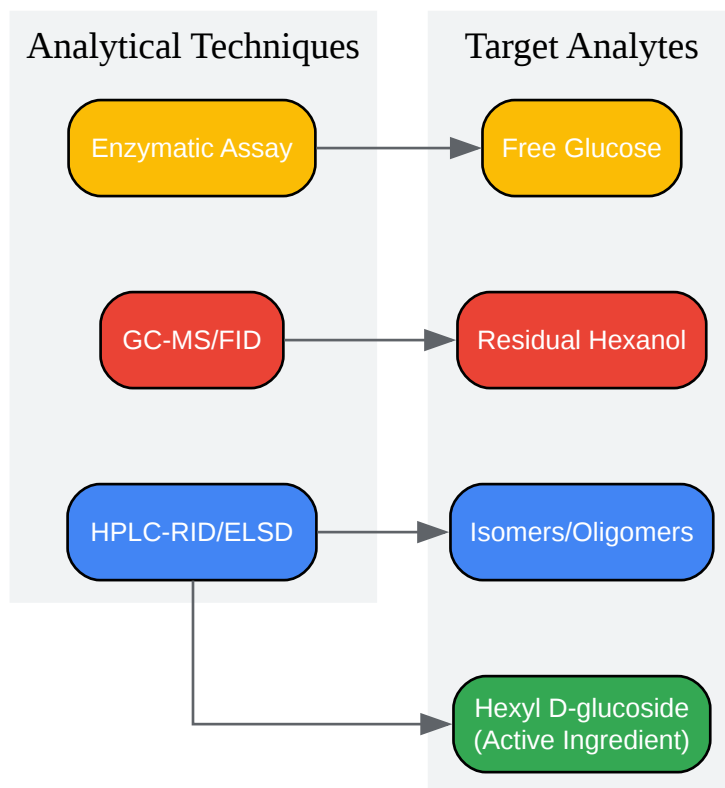 Analytical Techniques
Target Analytes
Enzymatic Assay
Free Glucose
GC-MS/FID
Residual Hexanol
HPLC-RID/ELSD
Isomers/Oligomers
Hexyl D-glucoside
(Active Ingredient)